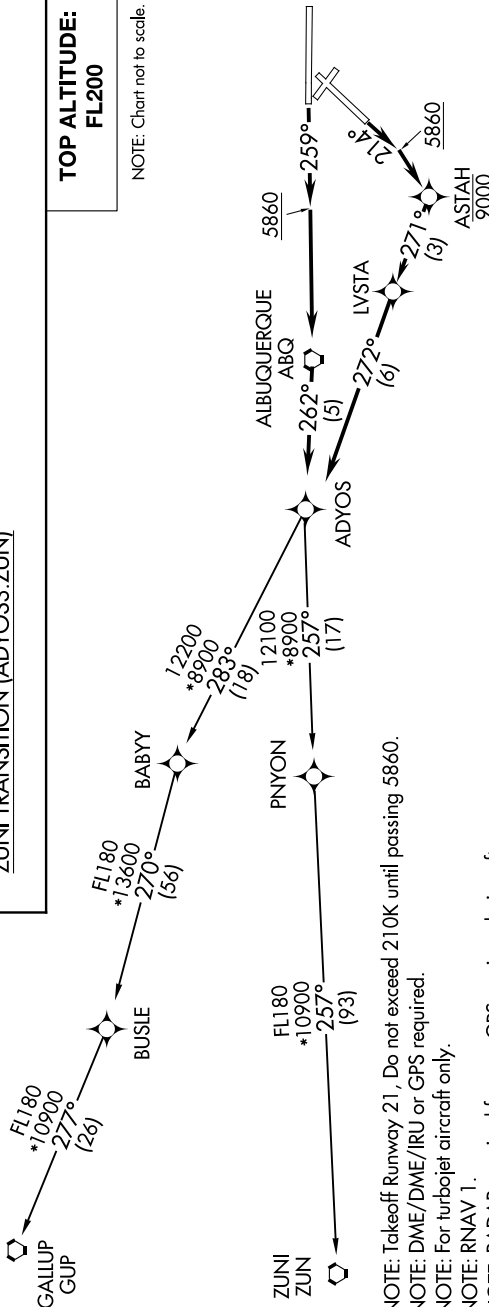 ZUNI TRANSITION (ADYOS5.ZUN)
TOP ALTITUDE:
FL200
NOTE: Chart not to scale.
GALLUP
GUP
FL180
*10900
277°
(26)
BUSLE
FL180
*13600
270°
(56)
BABYY
12200
*8900
283°
(18)
ZUNI
ZUN
FL180
*10900
257°
(93)
PNYON
12100
*8900
257°
(17)
ADYOS
ALBUQUERQUE
ABQ
262°
(5)
5860
259°
272°
(6)
LVSTA
271°
(3)
ASTAH
9000
214°
5860
NOTE: Takeoff Runway 21, Do not exceed 210K until passing 5860.
NOTE: DME/DME/IRU or GPS required.
NOTE: For turbojet aircraft only.
NOTE: RNAV 1.